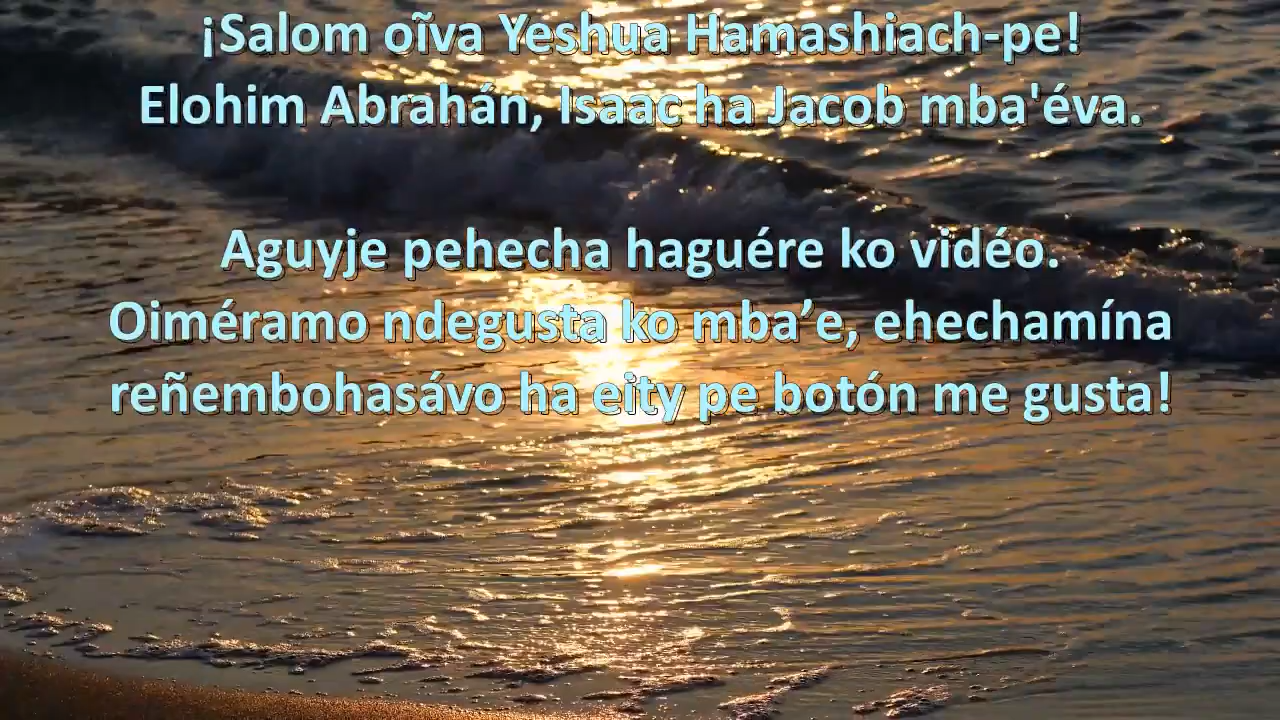 ¡Salom oĩva Yeshua Hamashiach-pe!
Elohim Abrahán, Isaac ha Jacob mba'éva.
Aguyje pehecha haguére ko vidéo.
Oiméramo ndegusta ko mba’e, ehechamína
reñembohasávo ha eity pe botón me gusta!